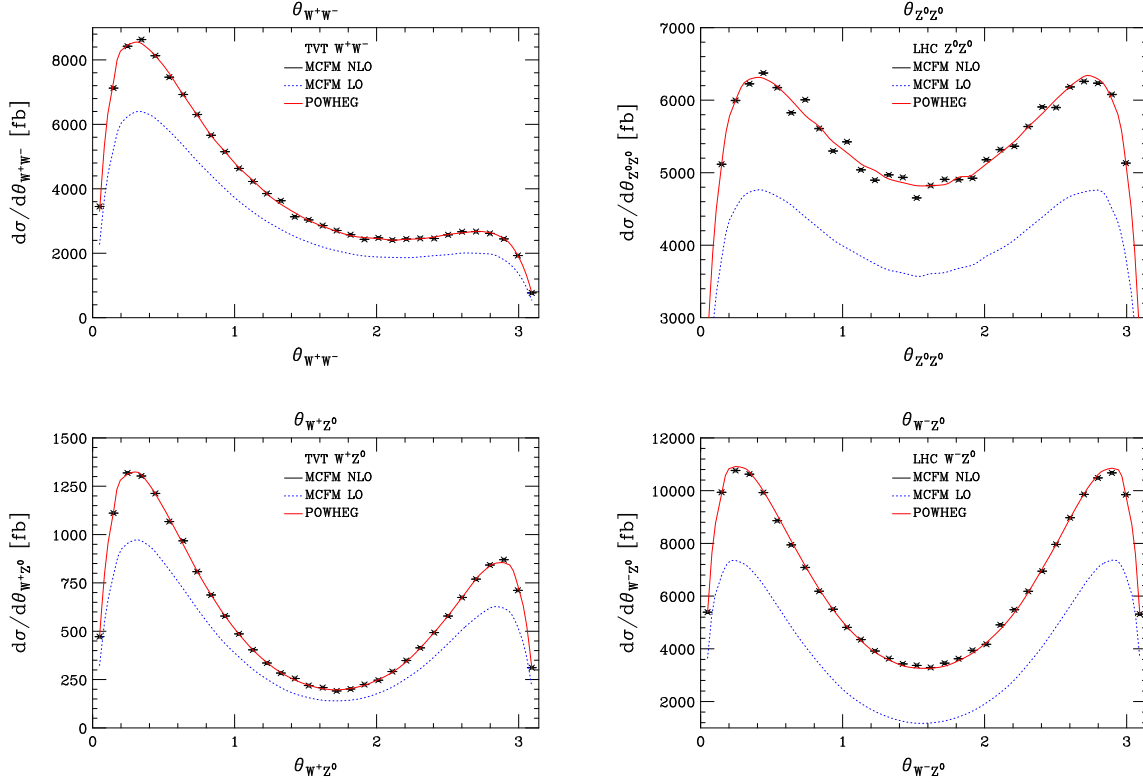 θW⁺W⁻
dσ/dθW⁺W⁻ [fb]
8000
6000
4000
2000
0
TVT W⁺W⁻
MCFM NLO
MCFM LO
POWHEG
0 1 2 3
θW⁺W⁻
θZ⁰Z⁰
dσ/dθZ⁰Z⁰ [fb]
7000
6000
5000
4000
3000
LHC Z⁰Z⁰
MCFM NLO
MCFM LO
POWHEG
0 1 2 3
θZ⁰Z⁰
θW⁺Z⁰
dσ/dθW⁺Z⁰ [fb]
1500
1250
1000
750
500
250
0
TVT W⁺Z⁰
MCFM NLO
MCFM LO
POWHEG
0 1 2 3
θW⁺Z⁰
θW⁻Z⁰
dσ/dθW⁻Z⁰ [fb]
12000
10000
8000
6000
4000
2000
LHC W⁻Z⁰
MCFM NLO
MCFM LO
POWHEG
0 1 2 3
θW⁻Z⁰